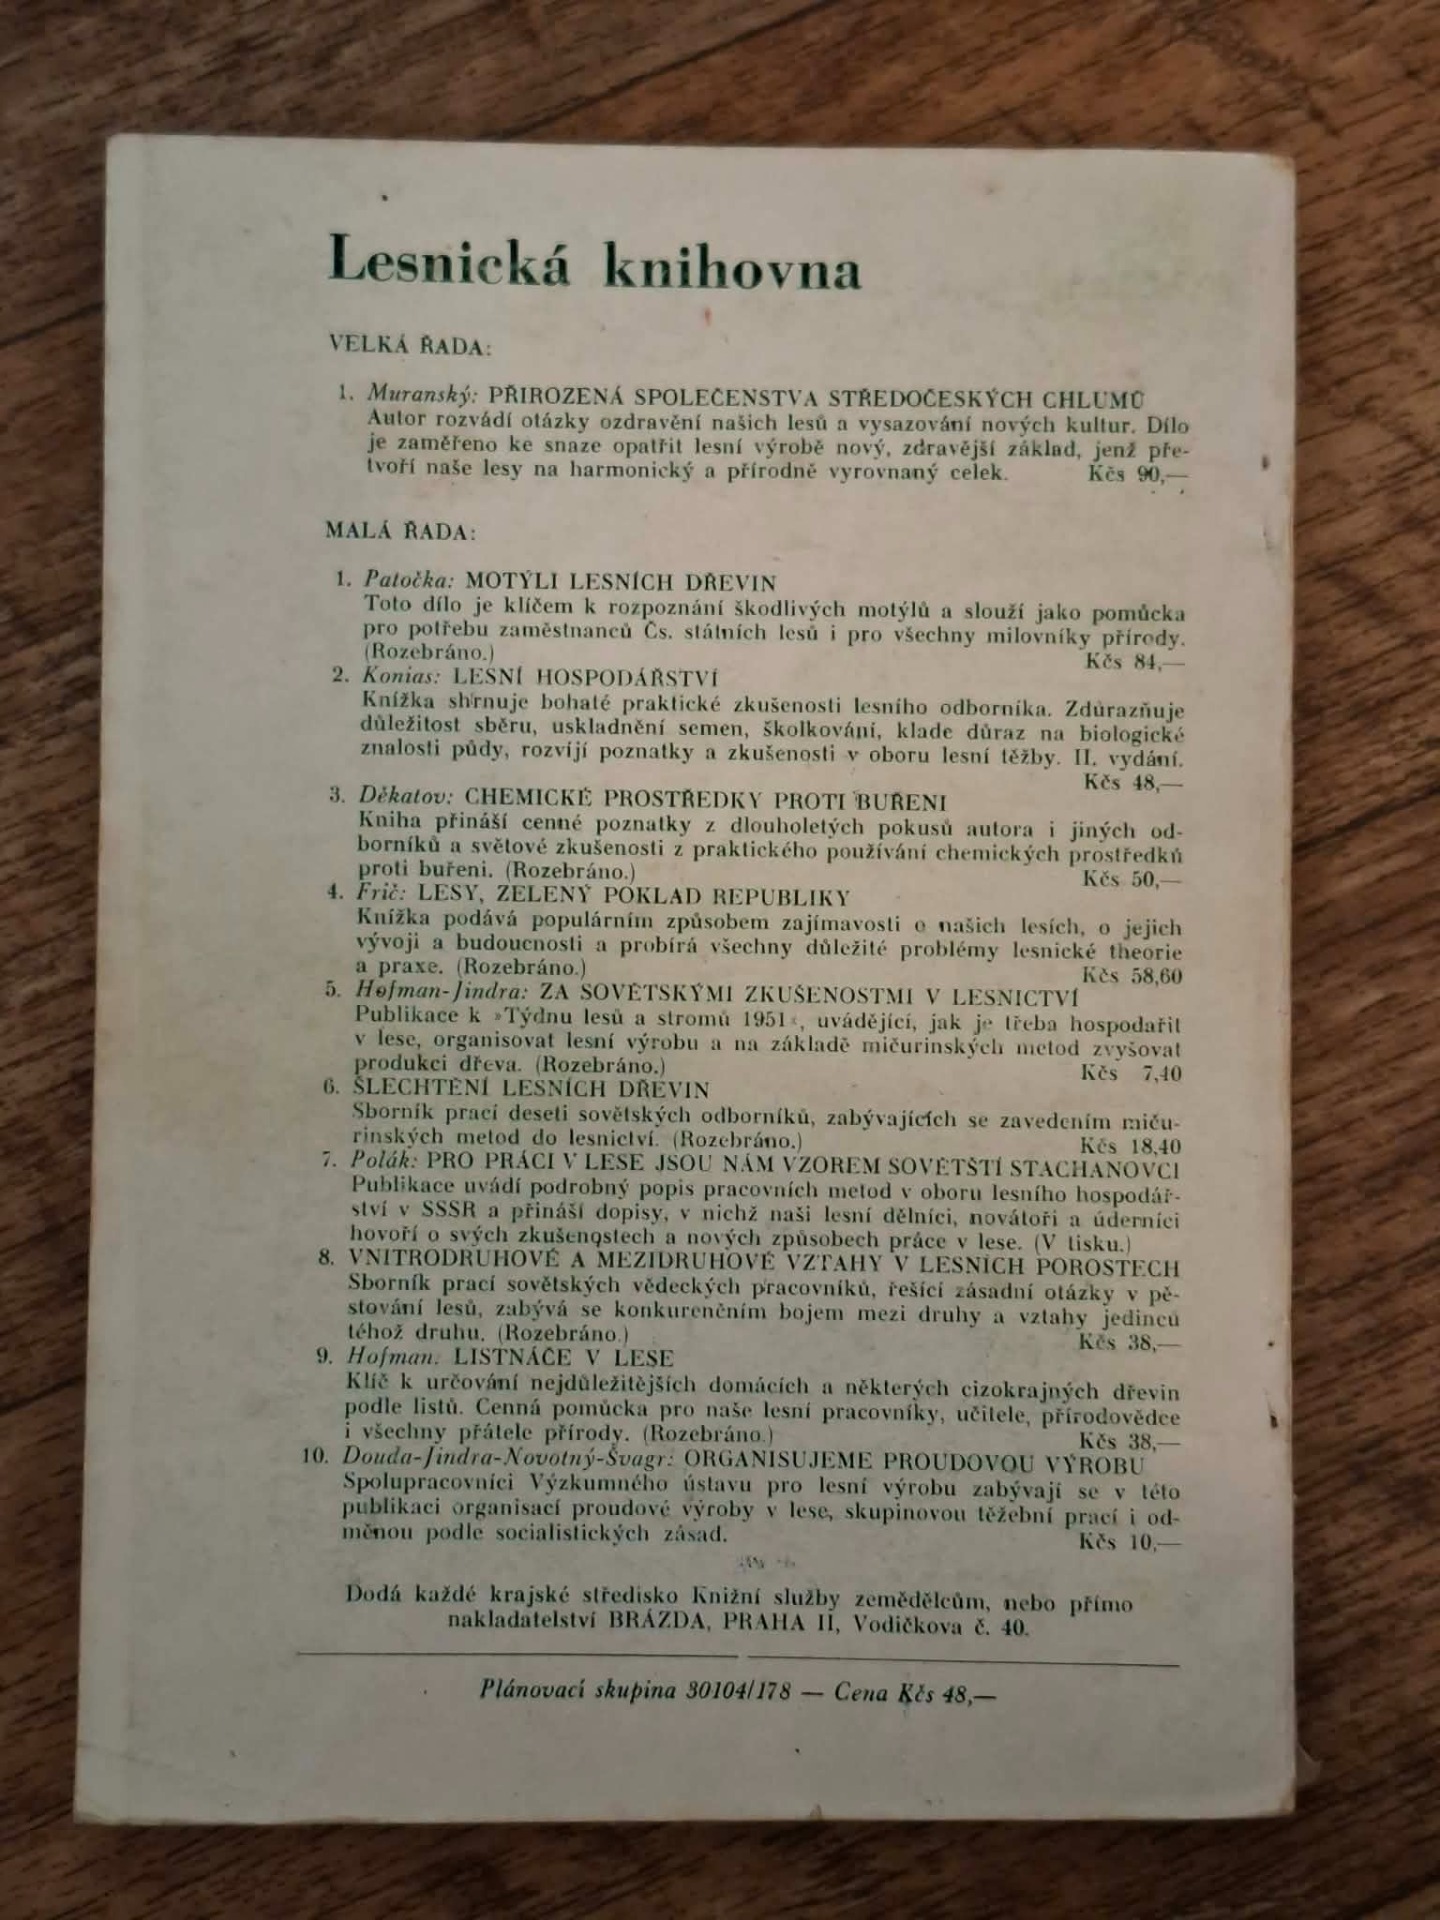 Lesnická knihovna
VELKÁ ŘADA:
1. Muranský: PŘIROZENÁ SPOLEČENSTVA STŘEDOČESKÝCH CHLUMŮ
Autor rozvádí otázky ozdravění našich lesů a vysazování nových kultur. Dílo
je zaměřeno ke snaze opatřit lesní výrobě nový, zdravější základ, jenž pře-
tvoří naše lesy na harmonický a přírodně vyrovnaný celek. Kčs 90,—
MALÁ ŘADA:
1. Patočka: MOTÝLI LESNÍCH DŘEVIN
Toto dílo je klíčem k rozpoznání škodlivých motýlů a slouží jako pomůcka
pro potřebu zaměstnanců Čs. státních lesů i pro všechny milovníky přírody.
(Rozebráno.) Kčs 84,—
2. Konias: LESNÍ HOSPODÁŘSTVÍ
Knížka shrnuje bohaté praktické zkušenosti lesního odborníka. Zdůrazňuje
důležitost sběru, uskladnění semen, školkování, klade důraz na biologické
znalosti půdy, rozvíjí poznatky a zkušenosti v oboru lesní těžby. II. vydání.
Kčs 48,—
3. Děkatov: CHEMICKÉ PROSTŘEDKY PROTI BUŘENI
Kniha přináší cenné poznatky z dlouholetých pokusů autora i jiných od-
borníků a světové zkušenosti z praktického používání chemických prostředků
proti buřeni. (Rozebráno.) Kčs 50,—
4. Frič: LESY, ZELENÝ POKLAD REPUBLIKY
Knížka podává populárním způsobem zajímavosti o našich lesích, o jejich
vývoji a budoucnosti a probírá všechny důležité problémy lesnické theorie
a praxe. (Rozebráno.) Kčs 58,60
5. Hofman-Jindra: ZA SOVĚTSKÝMI ZKUŠENOSTMI V LESNICTVÍ
Publikace k »Týdnu lesů a stromů 1951«, uvádějící, jak je třeba hospodařit
v lese, organisovat lesní výrobu a na základě mičurinských metod zvyšovat
produkci dřeva. (Rozebráno.) Kčs 7,40
6. ŠLECHTĚNÍ LESNÍCH DŘEVIN
Sborník prací deseti sovětských odborníků, zabývajících se zavedením miču-
rinských metod do lesnictví. (Rozebráno.) Kčs 18,40
7. Polák: PRO PRÁCI V LESE JSOU NÁM VZOREM SOVĚTŠTÍ STACHANOVCI
Publikace uvádí podrobný popis pracovních metod v oboru lesního hospodář-
ství v SSSR a přináší dopisy, v nichž naši lesní dělníci, novátoři a úderníci
hovoří o svých zkušenostech a nových způsobech práce v lese. (V tisku.)
8. VNITRODRUHOVÉ A MEZIDRUHOVÉ VZTAHY V LESNÍCH POROSTECH
Sborník prací sovětských vědeckých pracovníků, řešící zásadní otázky v pě-
stování lesů, zabývá se konkurenčním bojem mezi druhy a vztahy jedinců
téhož druhu. (Rozebráno.) Kčs 38,—
9. Hofman: LISTNÁČE V LESE
Klíč k určování nejdůležitějších domácích a některých cizokrajných dřevin
podle listů. Cenná pomůcka pro naše lesní pracovníky, učitele, přírodovědce
i všechny přátele přírody. (Rozebráno.) Kčs 38,—
10. Douda-Jindra-Novotný-Švagr: ORGANISUJEME PROUDOVOU VÝROBU
Spolupracovníci Výzkumného ústavu pro lesní výrobu zabývají se v této
publikaci organisací proudové výroby v lese, skupinovou těžební prací i od-
měnou podle socialistických zásad. Kčs 10,—
Dodá každé krajské středisko Knižní služby zemědělcům, nebo přímo
nakladatelství BRÁZDA, PRAHA II, Vodičkova č. 40.
Plánovací skupina 30104/178 — Cena Kčs 48,—